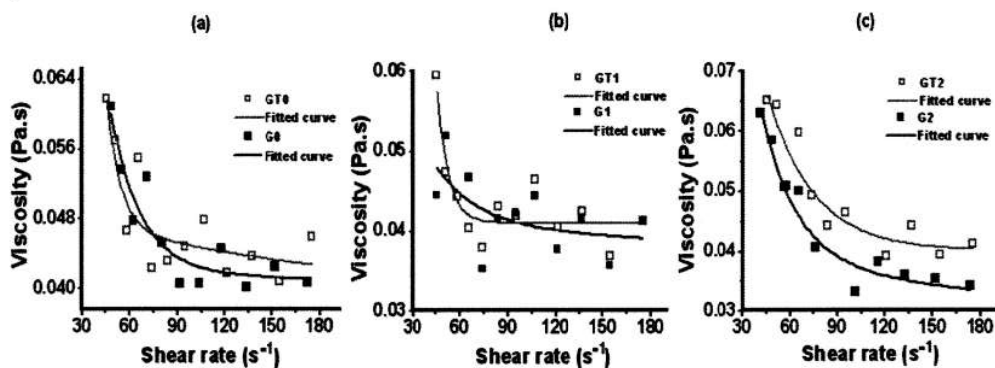 (a)
Viscosity (Pa.s)
0.064
0.056
0.048
0.040
GT0
Fitted curve
G0
Fitted curve
30 60 90 120 150 180
Shear rate (s⁻¹)
(b)
Viscosity (Pa.s)
0.06
0.05
0.04
0.03
GT1
Fitted curve
G1
Fitted curve
30 60 90 120 150 180
Shear rate (s⁻¹)
(c)
Viscosity (Pa.s)
0.07
0.06
0.05
0.04
0.03
GT2
Fitted curve
G2
Fitted curve
30 60 90 120 150 180
Shear rate (s⁻¹)